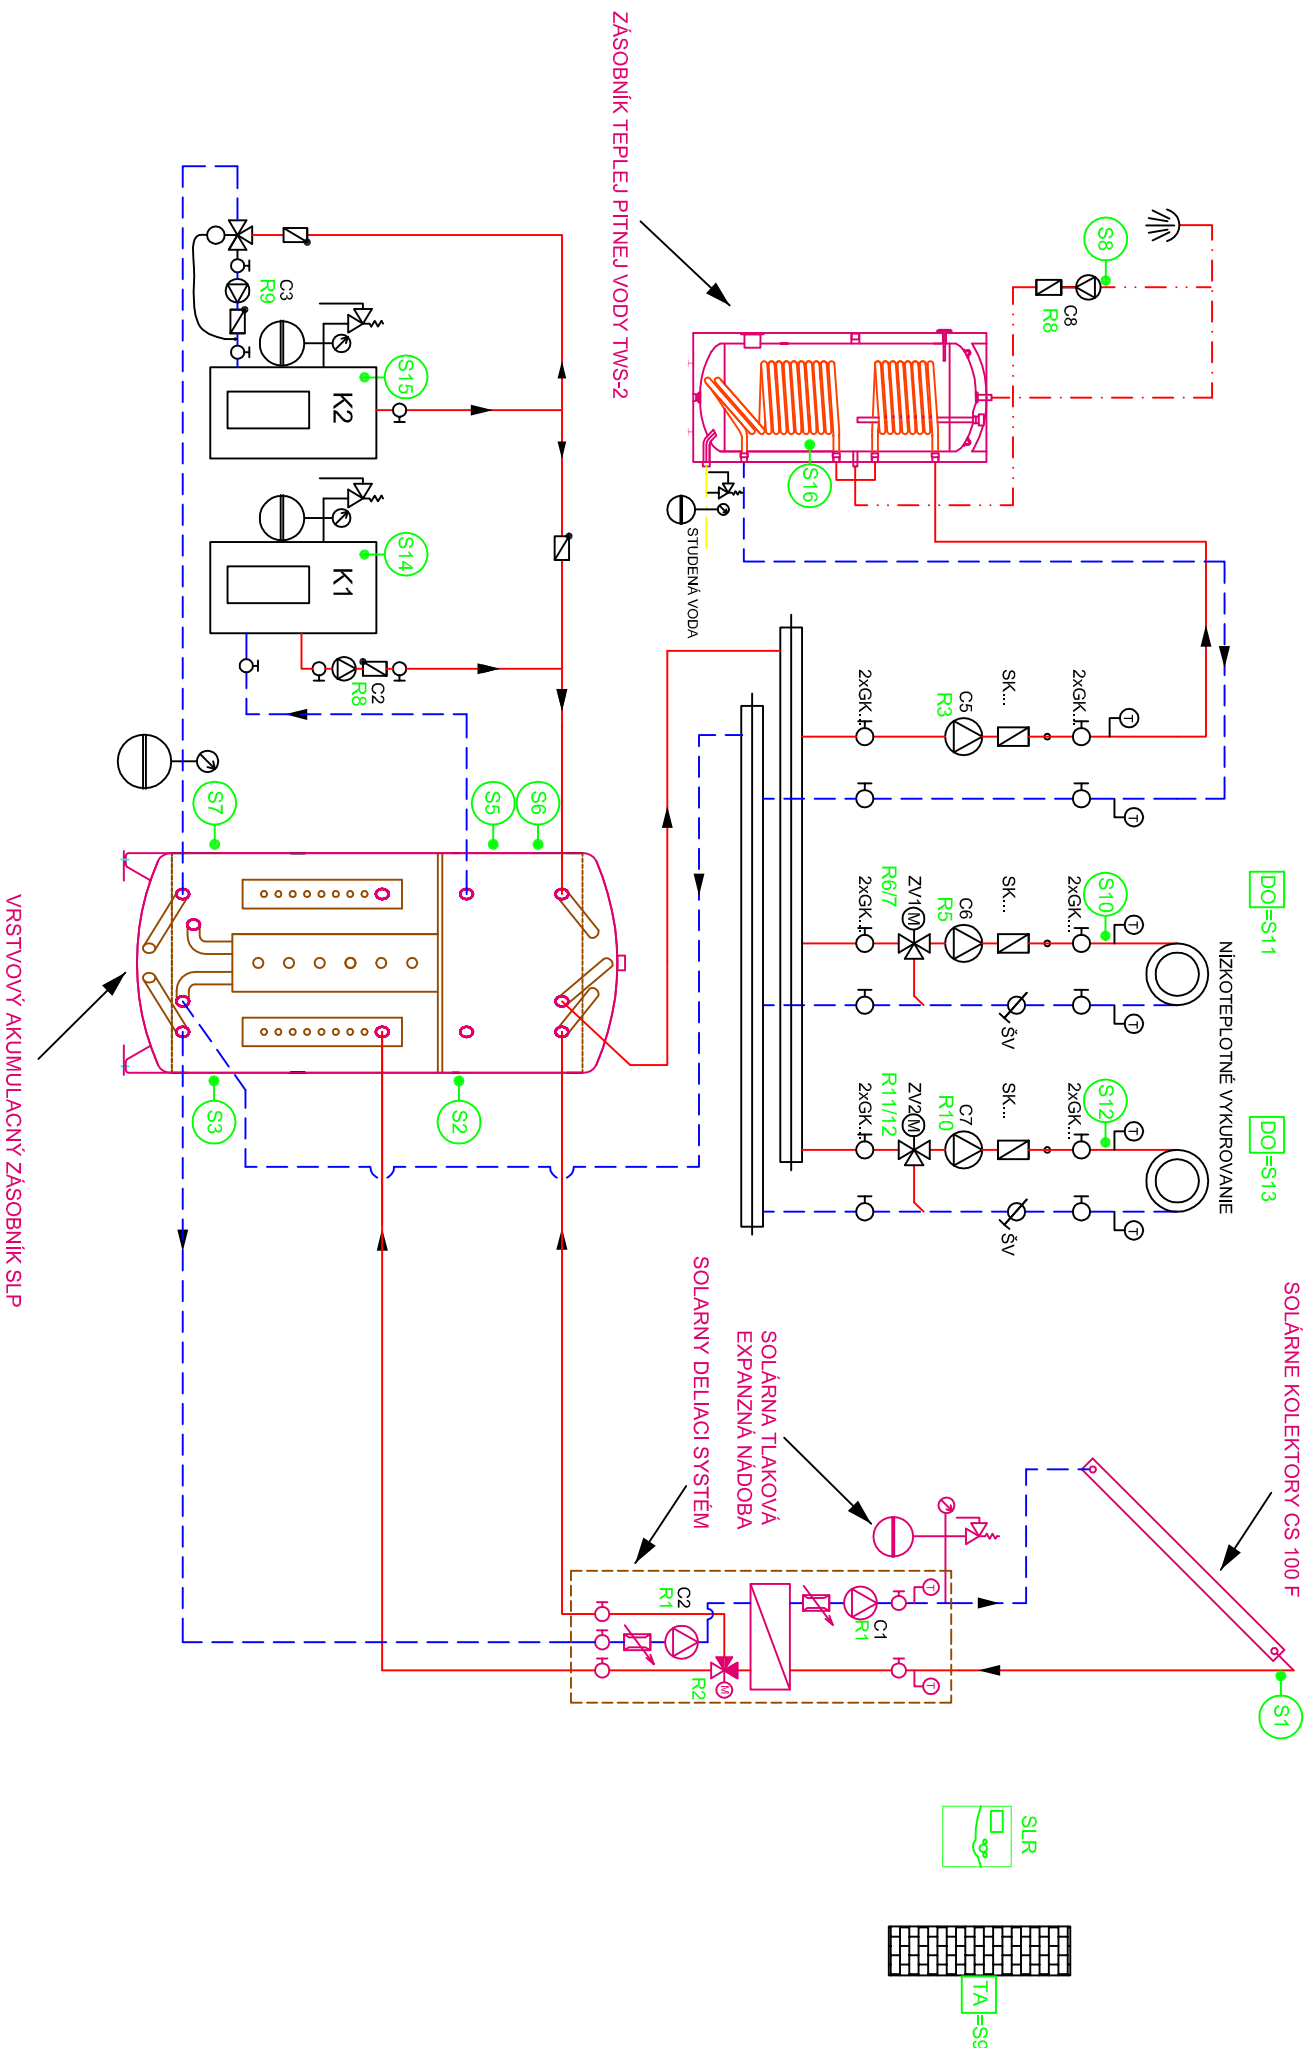 SOLÁRNE KOLEKTORY CS 100 F
S1
SLR
TA =S9
DO =S11
DO =S13
NÍZKOTEPLOTNÉ VYKUROVANIE
T
T
S10
T
T
S12
T
T
2xGK...
2xGK...
2xGK...
SK...
SK...
ŠV
SK...
ŠV
C5
R3
C6
R5
C7
R10
ZV1 M
R6/7
ZV2 M
R11/12
2xGK...
2xGK...
2xGK...
S8
C8
R8
S16
STUDENÁ VODA
ZÁSOBNÍK TEPLEJ PITNEJ VODY TWS-2
SOLÁRNA TLAKOVÁ
EXPANZNÁ NÁDOBA
SOLARNY DELIACI SYSTÉM
T
T
C1
R1
C2
R1
R2
M
S15
K2
C3
R9
S14
K1
C2
R8
S6
S5
S7
S2
S3
VRSTVOVÝ AKUMULACNÝ ZÁSOBNÍK SLP